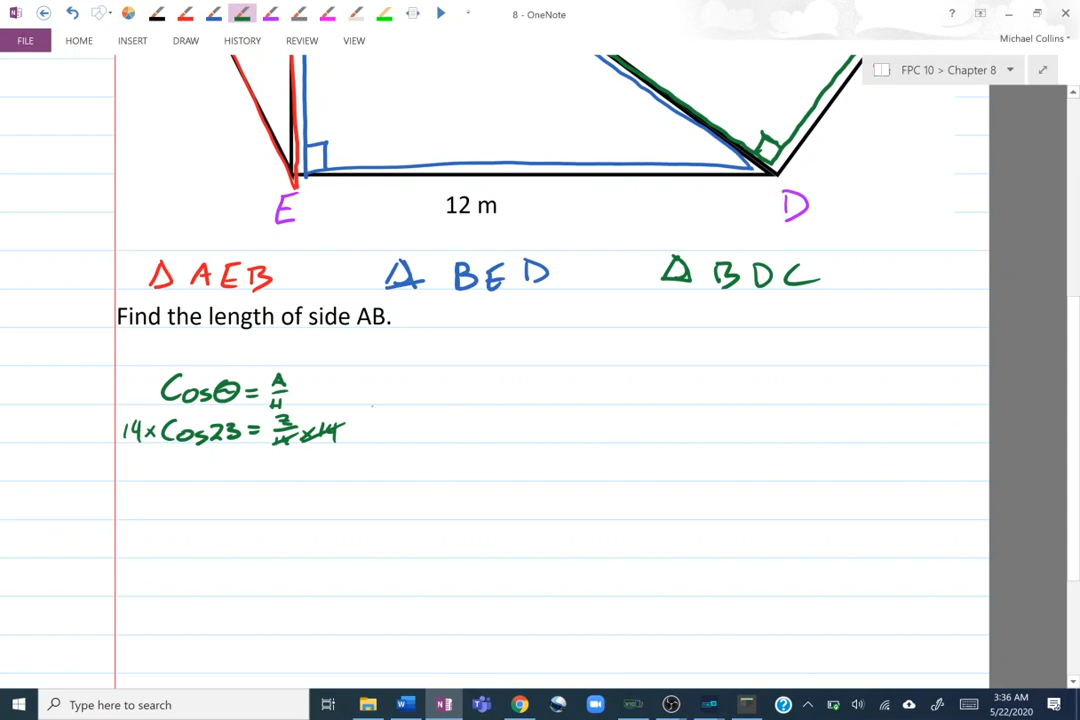 8 - OneNote
Michael Collins
FILE HOME INSERT DRAW HISTORY REVIEW VIEW
FPC 10 > Chapter 8
E 12 m D
Δ AEB Δ BED Δ BDC
Find the length of side AB.
Cosθ = A/H
14 × Cos23 = z/14 × 14
Type here to search
3:36 AM
5/22/2020